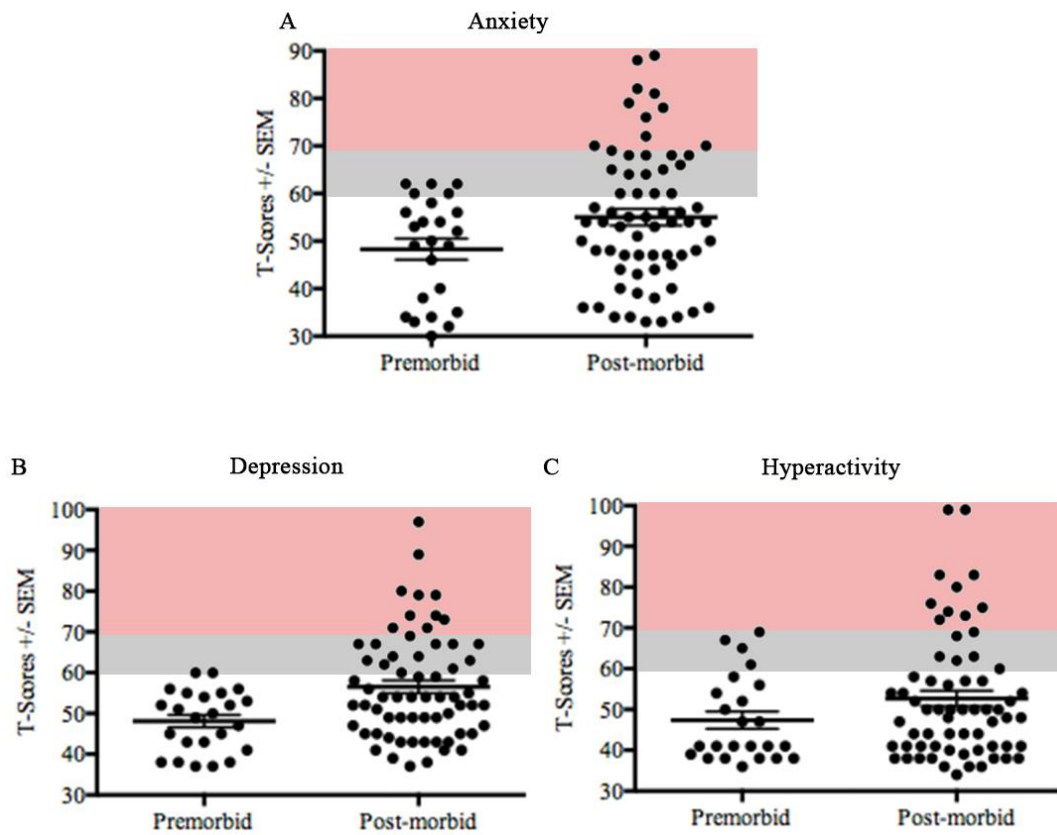 A
Anxiety
T-Scores +/- SEM
90
80
70
60
50
40
30
Premorbid
Post-morbid
B
Depression
T-Scores +/- SEM
100
90
80
70
60
50
40
30
Premorbid
Post-morbid
C
Hyperactivity
T-Scores +/- SEM
100
90
80
70
60
50
40
30
Premorbid
Post-morbid